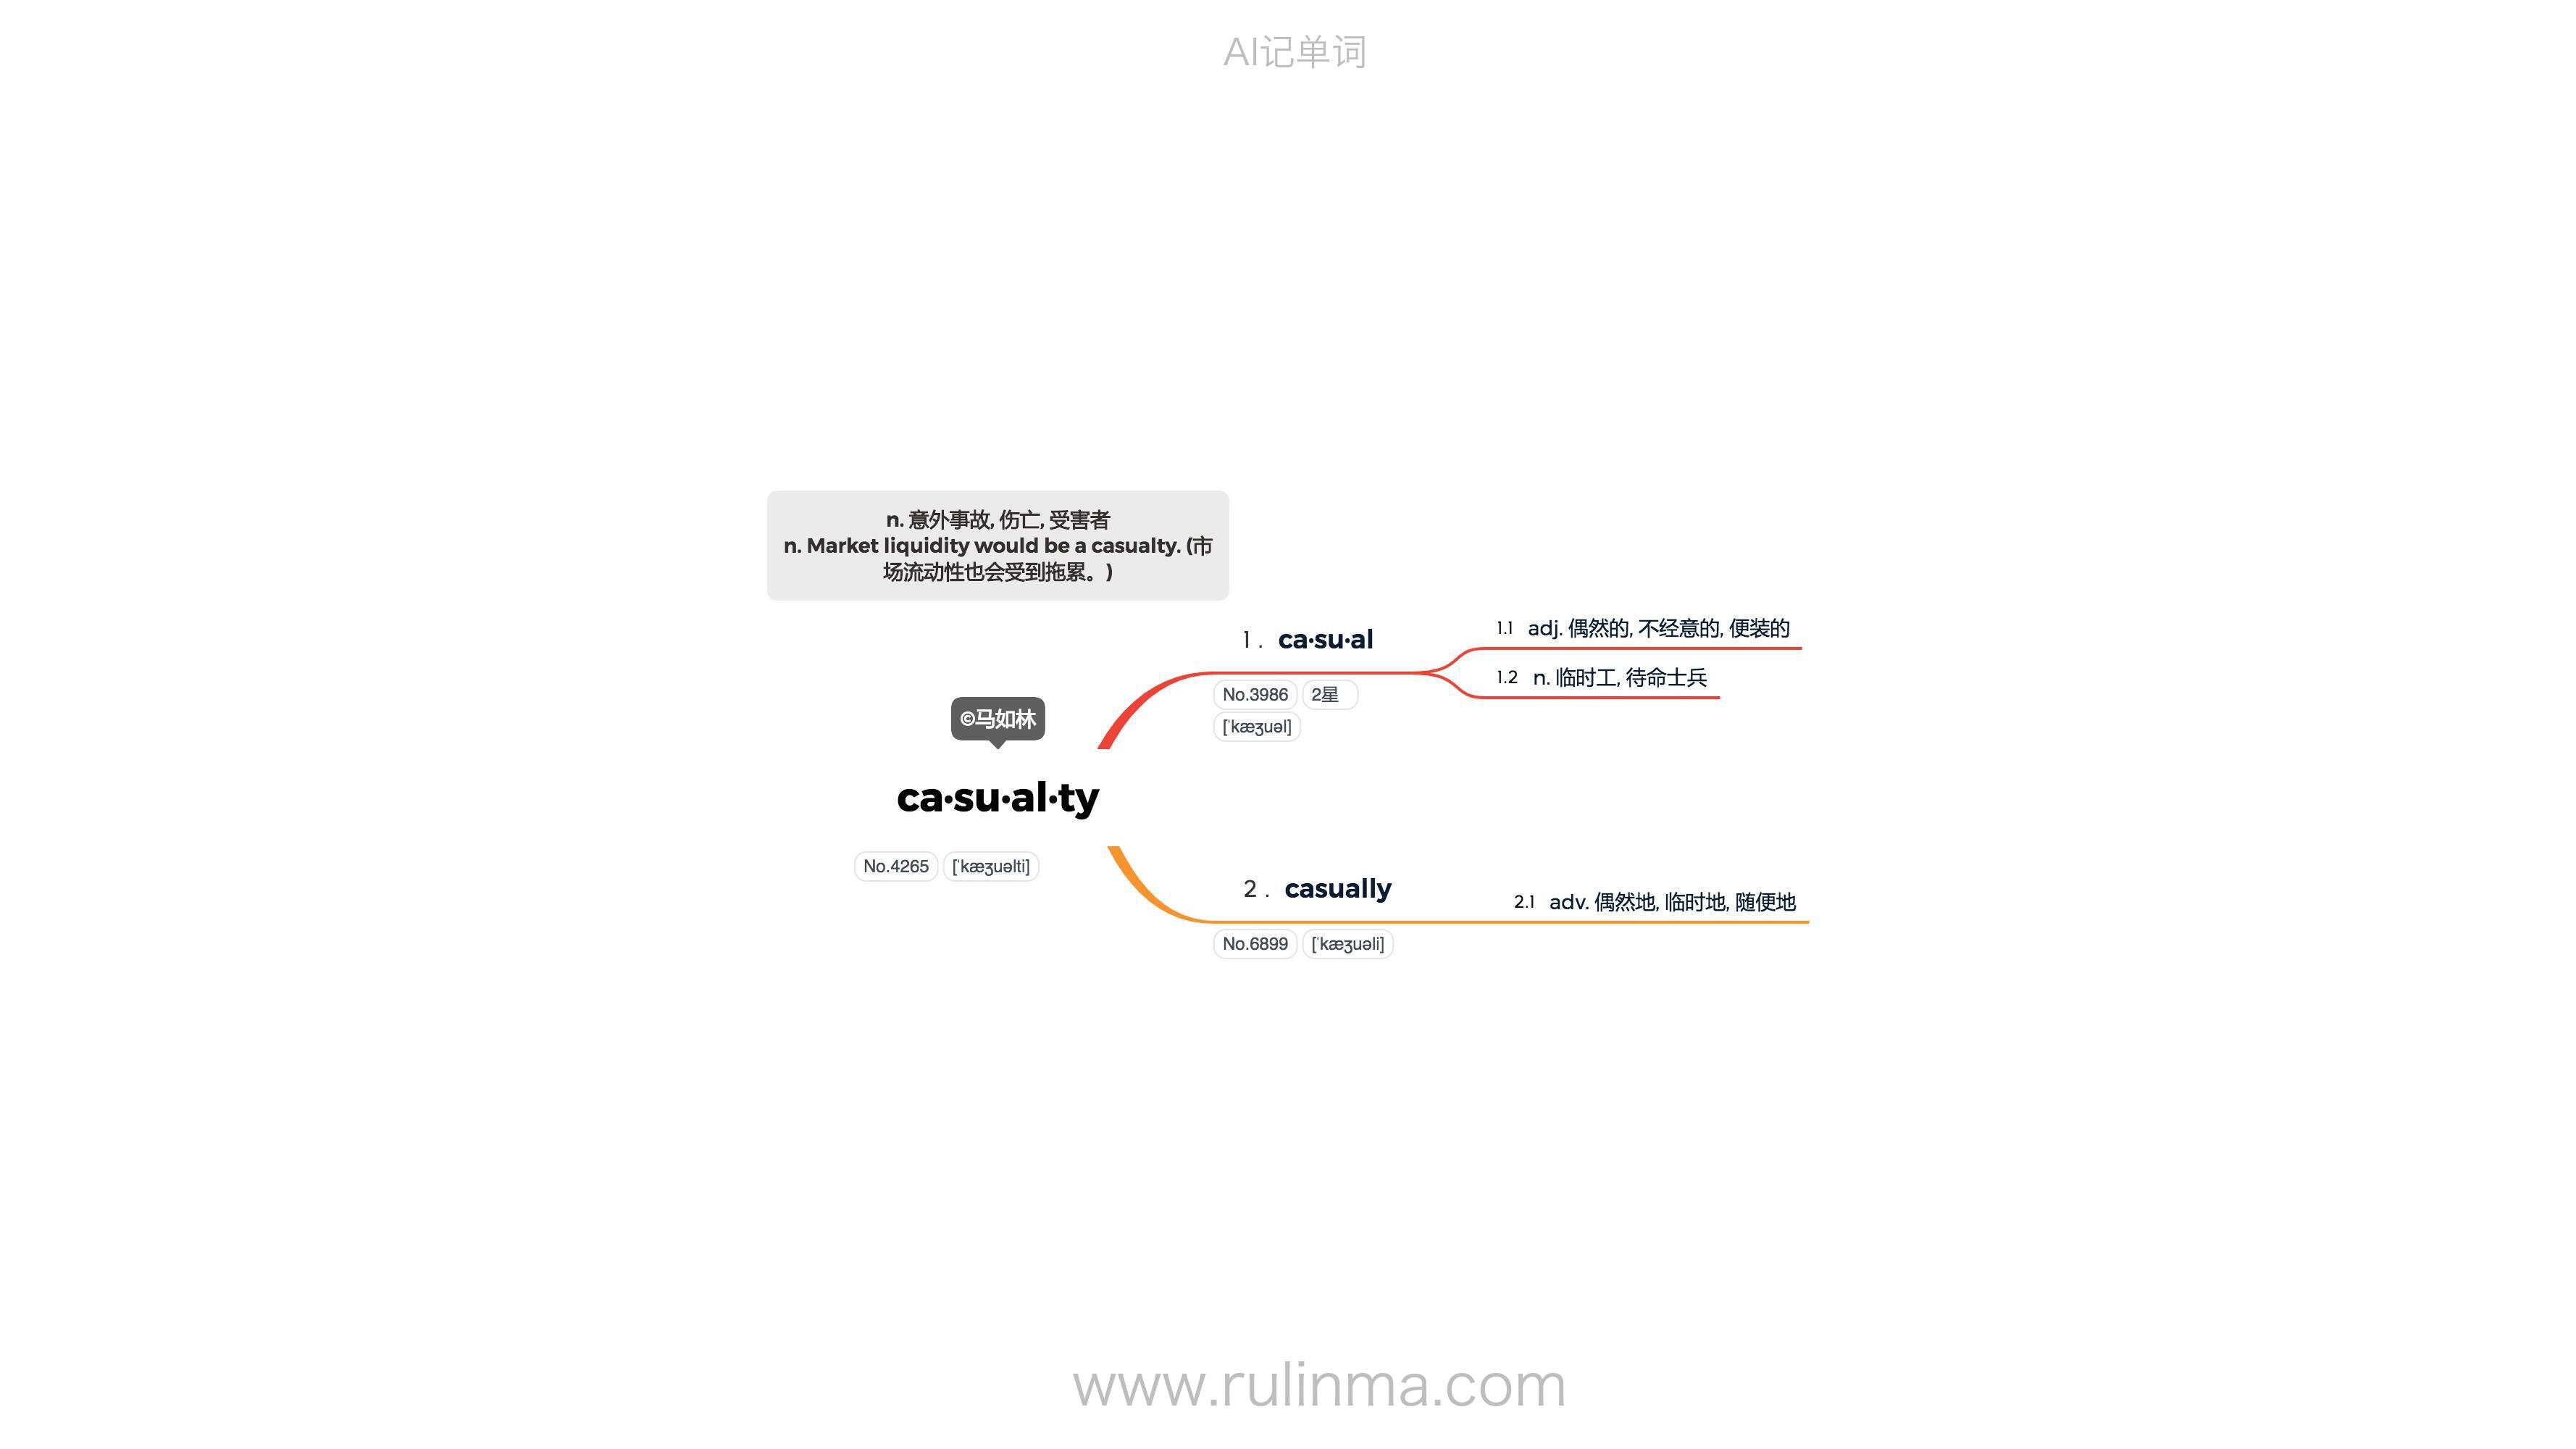 AI记单词
n. 意外事故, 伤亡, 受害者
n. Market liquidity would be a casualty. (市
场流动性也会受到拖累。)
©马如林
ca·su·al·ty
No.4265 [ˈkæʒuəlti]
1 . ca·su·al
No.3986 2星
[ˈkæʒuəl]
1.1 adj. 偶然的, 不经意的, 便装的
1.2 n. 临时工, 待命士兵
2 . casually
No.6899 [ˈkæʒuəli]
2.1 adv. 偶然地, 临时地, 随便地
www.rulinma.com